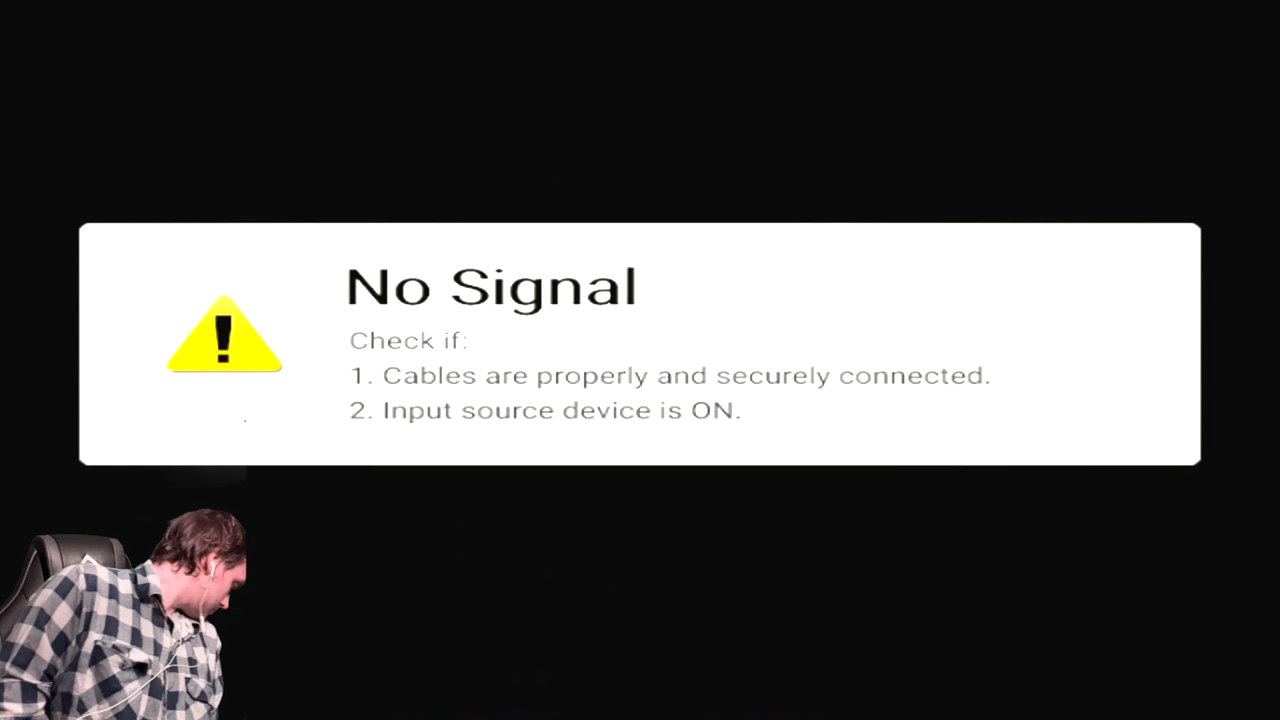 No Signal
Check if:
1. Cables are properly and securely connected.
2. Input source device is ON.